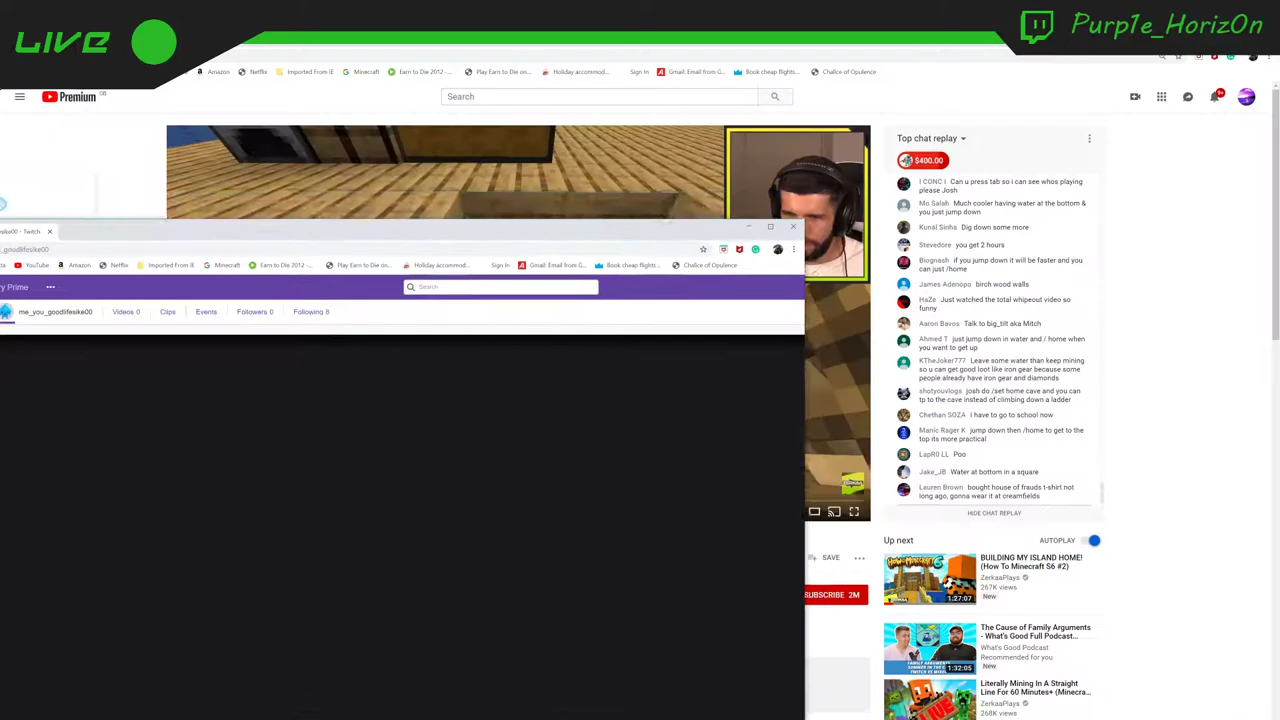 LIVE
Purp1e_Horiz0n
Amazon Netflix Imported From IE Minecraft Earn to Die 2012 -... Play Earn to Die on... Holiday accommod... Sign In Gmail: Email from G... Book cheap flights... Chalice of Opulence
Premium GB
Search
9+
Top chat replay
$400.00
I CONC I Can u press tab so i can see whos playing
please Josh
Mo Salah Much cooler having water at the bottom &
you just jump down
Kunal Sinha Dig down some more
Stevedore you get 2 hours
Biognash if you jump down it will be faster and you
can just /home
James Adenopo birch wood walls
HaZe Just watched the total whipeout video so
funny
Aaron Bavos Talk to big_tilt aka Mitch
Ahmed T just jump down in water and / home when
you want to get up
KTheJoker777 Leave some water than keep mining
so u can get good loot like iron gear because some
people already have iron gear and diamonds
shotyouvlogs josh do /set home cave and you can
tp to the cave instead of climbing down a ladder
Chethan SOZA I have to go to school now
Manic Rager K jump down then /home to get to the
top its more practical
LapR0 LL Poo
Jake_JB Water at bottom in a square
Lauren Brown bought house of frauds t-shirt not
long ago, gonna wear it at creamfields
HIDE CHAT REPLAY
esike00 - Twitch
_goodlifesike00
ta YouTube Amazon Netflix Imported From IE Minecraft Earn to Die 2012 -... Play Earn to Die on... Holiday accommod... Sign In Gmail: Email from G... Book cheap flights... Chalice of Opulence
ry Prime
Search
me_you_goodlifesike00 Videos 0 Clips Events Followers 0 Following 8
SAVE
SUBSCRIBE 2M
Up next
AUTOPLAY
BUILDING MY ISLAND HOME!
(How To Minecraft S6 #2)
ZerkaaPlays
267K views
New
1:27:07
The Cause of Family Arguments
- What's Good Full Podcast...
What's Good Podcast
Recommended for you
New
1:32:05
Literally Mining In A Straight
Line For 60 Minutes+ (Minecra...
ZerkaaPlays
268K views
LIVE